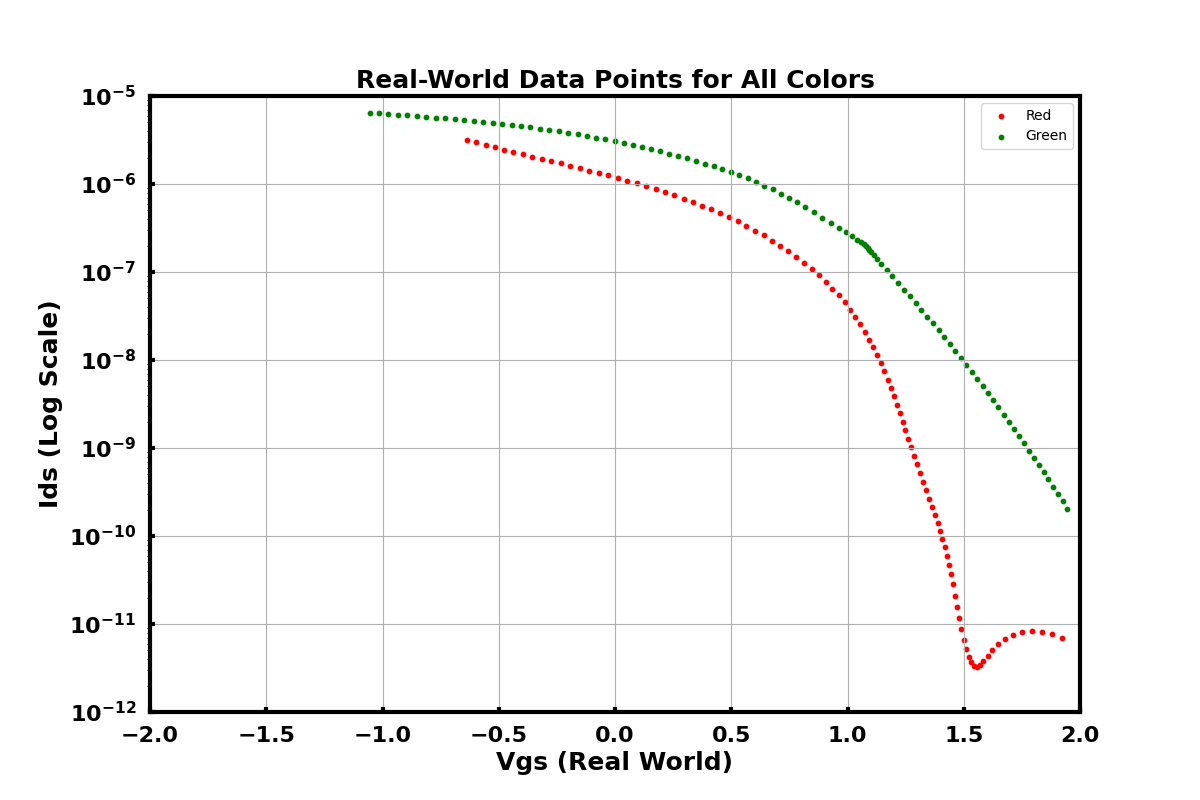 Real-World Data Points for All Colors
Red
Green
Ids (Log Scale)
10⁻⁵
10⁻⁶
10⁻⁷
10⁻⁸
10⁻⁹
10⁻¹⁰
10⁻¹¹
10⁻¹²
−2.0 −1.5 −1.0 −0.5 0.0 0.5 1.0 1.5 2.0
Vgs (Real World)